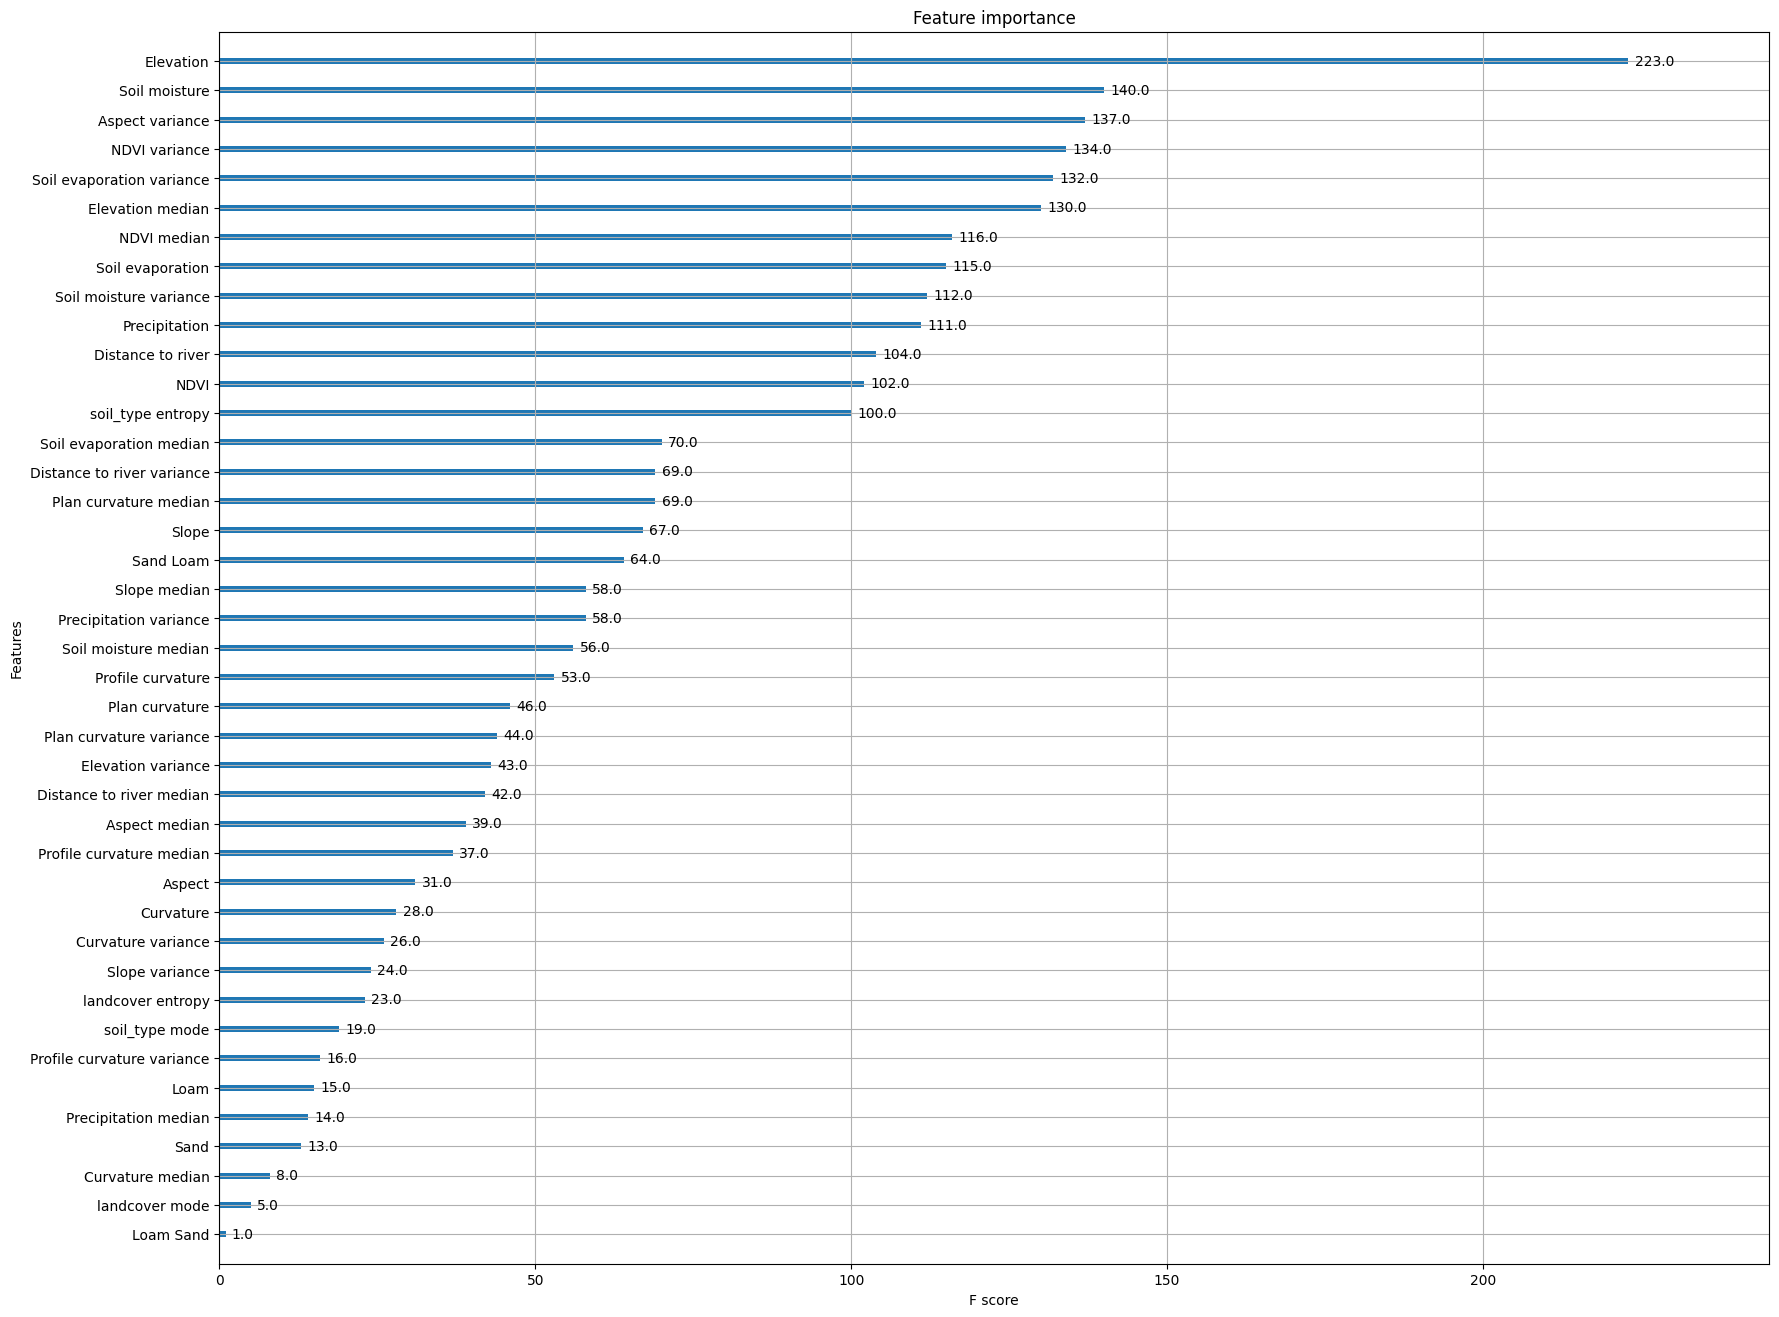 Feature importance
Elevation 223.0
Soil moisture 140.0
Aspect variance 137.0
NDVI variance 134.0
Soil evaporation variance 132.0
Elevation median 130.0
NDVI median 116.0
Soil evaporation 115.0
Soil moisture variance 112.0
Precipitation 111.0
Distance to river 104.0
NDVI 102.0
soil_type entropy 100.0
Soil evaporation median 70.0
Distance to river variance 69.0
Plan curvature median 69.0
Slope 67.0
Sand Loam 64.0
Slope median 58.0
Precipitation variance 58.0
Soil moisture median 56.0
Profile curvature 53.0
Plan curvature 46.0
Plan curvature variance 44.0
Elevation variance 43.0
Distance to river median 42.0
Aspect median 39.0
Profile curvature median 37.0
Aspect 31.0
Curvature 28.0
Curvature variance 26.0
Slope variance 24.0
landcover entropy 23.0
soil_type mode 19.0
Profile curvature variance 16.0
Loam 15.0
Precipitation median 14.0
Sand 13.0
Curvature median 8.0
landcover mode 5.0
Loam Sand 1.0
Features
0 50 100 150 200
F score